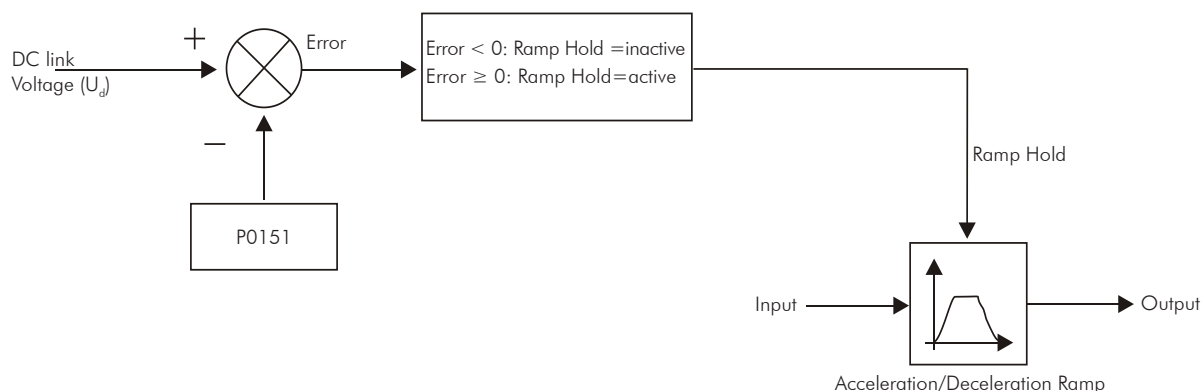 +
Error
DC link
Voltage (Ud)
Error < 0: Ramp Hold =inactive
Error ≥ 0: Ramp Hold=active
−
P0151
Ramp Hold
Input
Output
Acceleration/Deceleration Ramp